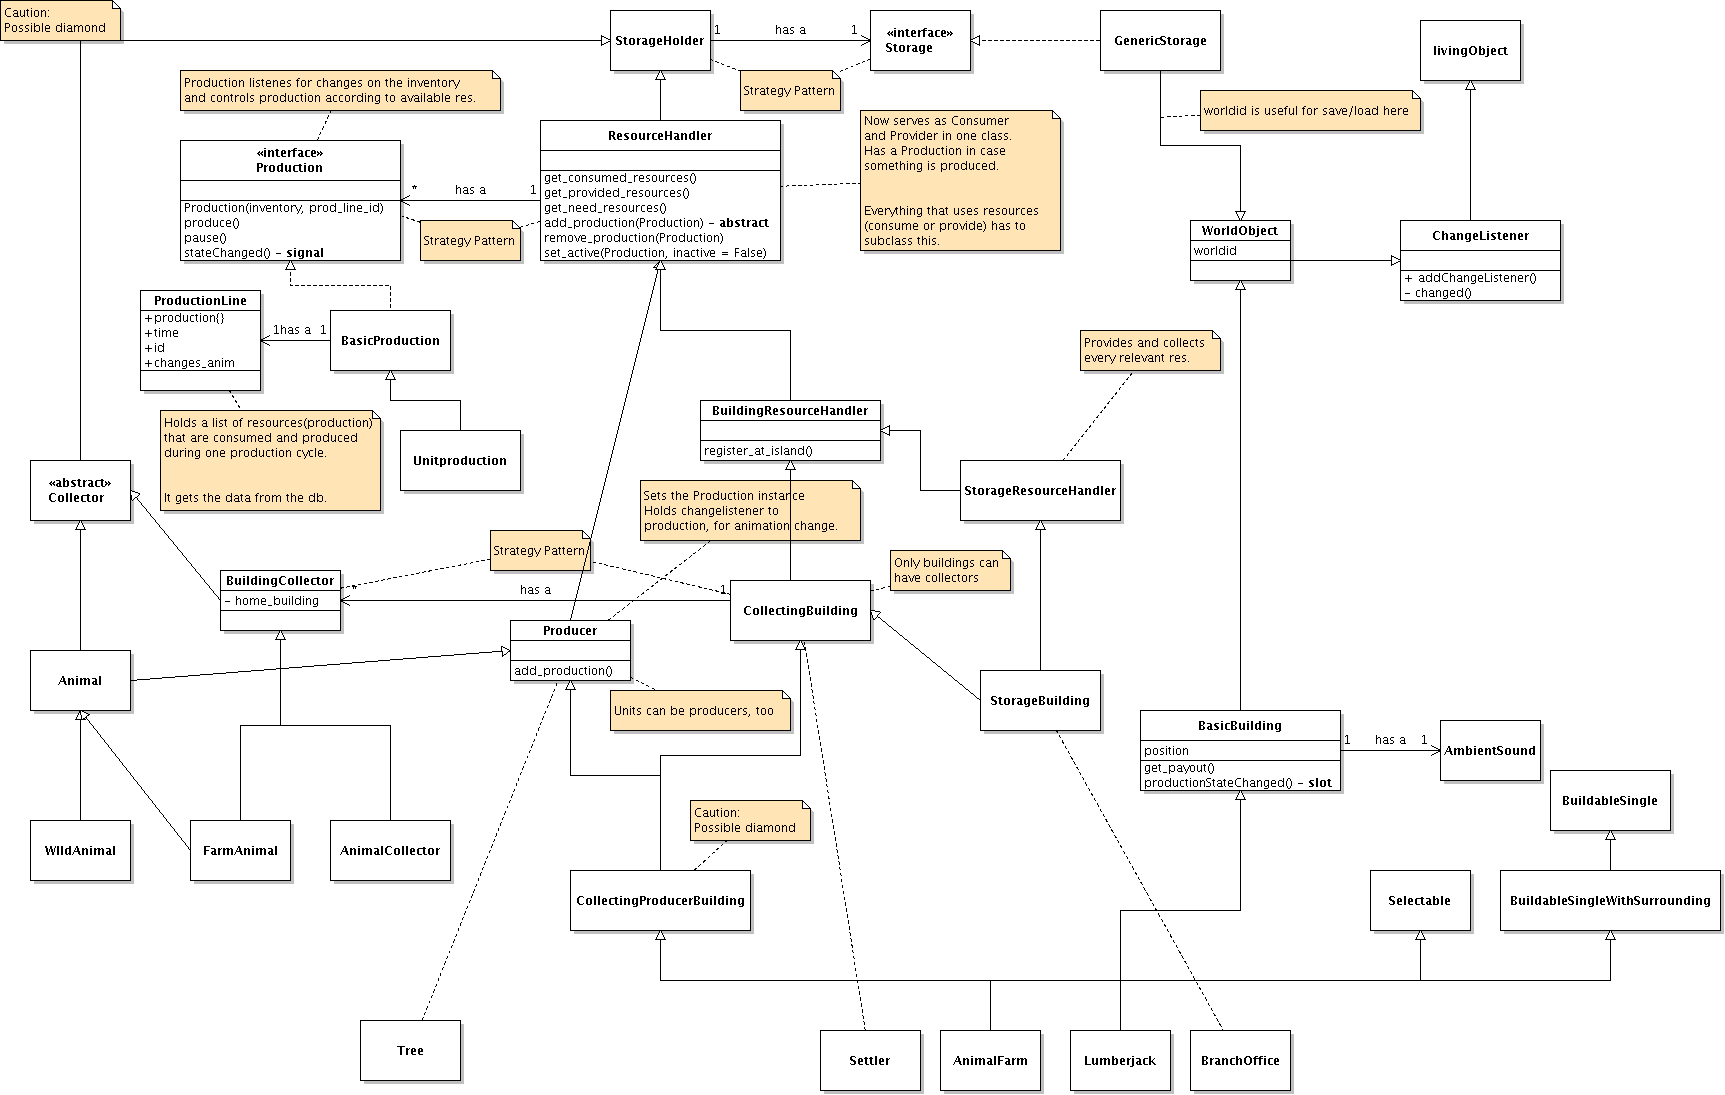 Caution:
Possible diamond
StorageHolder
1
has a
1
«interface»
Storage
GenericStorage
livingObject
Production listenes for changes on the inventory
and controls production according to available res.
Strategy Pattern
worldid is useful for save/load here
«interface»
Production
Production(inventory, prod_line_id)
produce()
pause()
stateChanged() - signal
*
has a
1
Strategy Pattern
ResourceHandler
get_consumed_resources()
get_provided_resources()
get_need_resources()
add_production(Production) - abstract
remove_production(Production)
set_active(Production, inactive = False)
Now serves as Consumer
and Provider in one class.
Has a Production in case
something is produced.
Everything that uses resources
(consume or provide) has to
subclass this.
WorldObject
worldid
ChangeListener
+ addChangeListener()
- changed()
ProductionLine
+production{}
+time
+id
+changes_anim
1
has a
1
BasicProduction
Provides and collects
every relevant res.
Holds a list of resources(production)
that are consumed and produced
during one production cycle.
It gets the data from the db.
Unitproduction
BuildingResourceHandler
register_at_island()
StorageResourceHandler
«abstract»
Collector
Sets the Production instance
Holds changelistener to
production, for animation change.
Strategy Pattern
Only buildings can
have collectors
BuildingCollector
- home_building
*
has a
1
CollectingBuilding
Producer
add_production()
Animal
Units can be producers, too
StorageBuilding
BasicBuilding
position
get_payout()
productionStateChanged() - slot
1
has a
1
AmbientSound
BuildableSingle
WIldAnimal
FarmAnimal
AnimalCollector
Caution:
Possible diamond
CollectingProducerBuilding
Selectable
BuildableSingleWithSurrounding
Tree
Settler
AnimalFarm
Lumberjack
BranchOffice